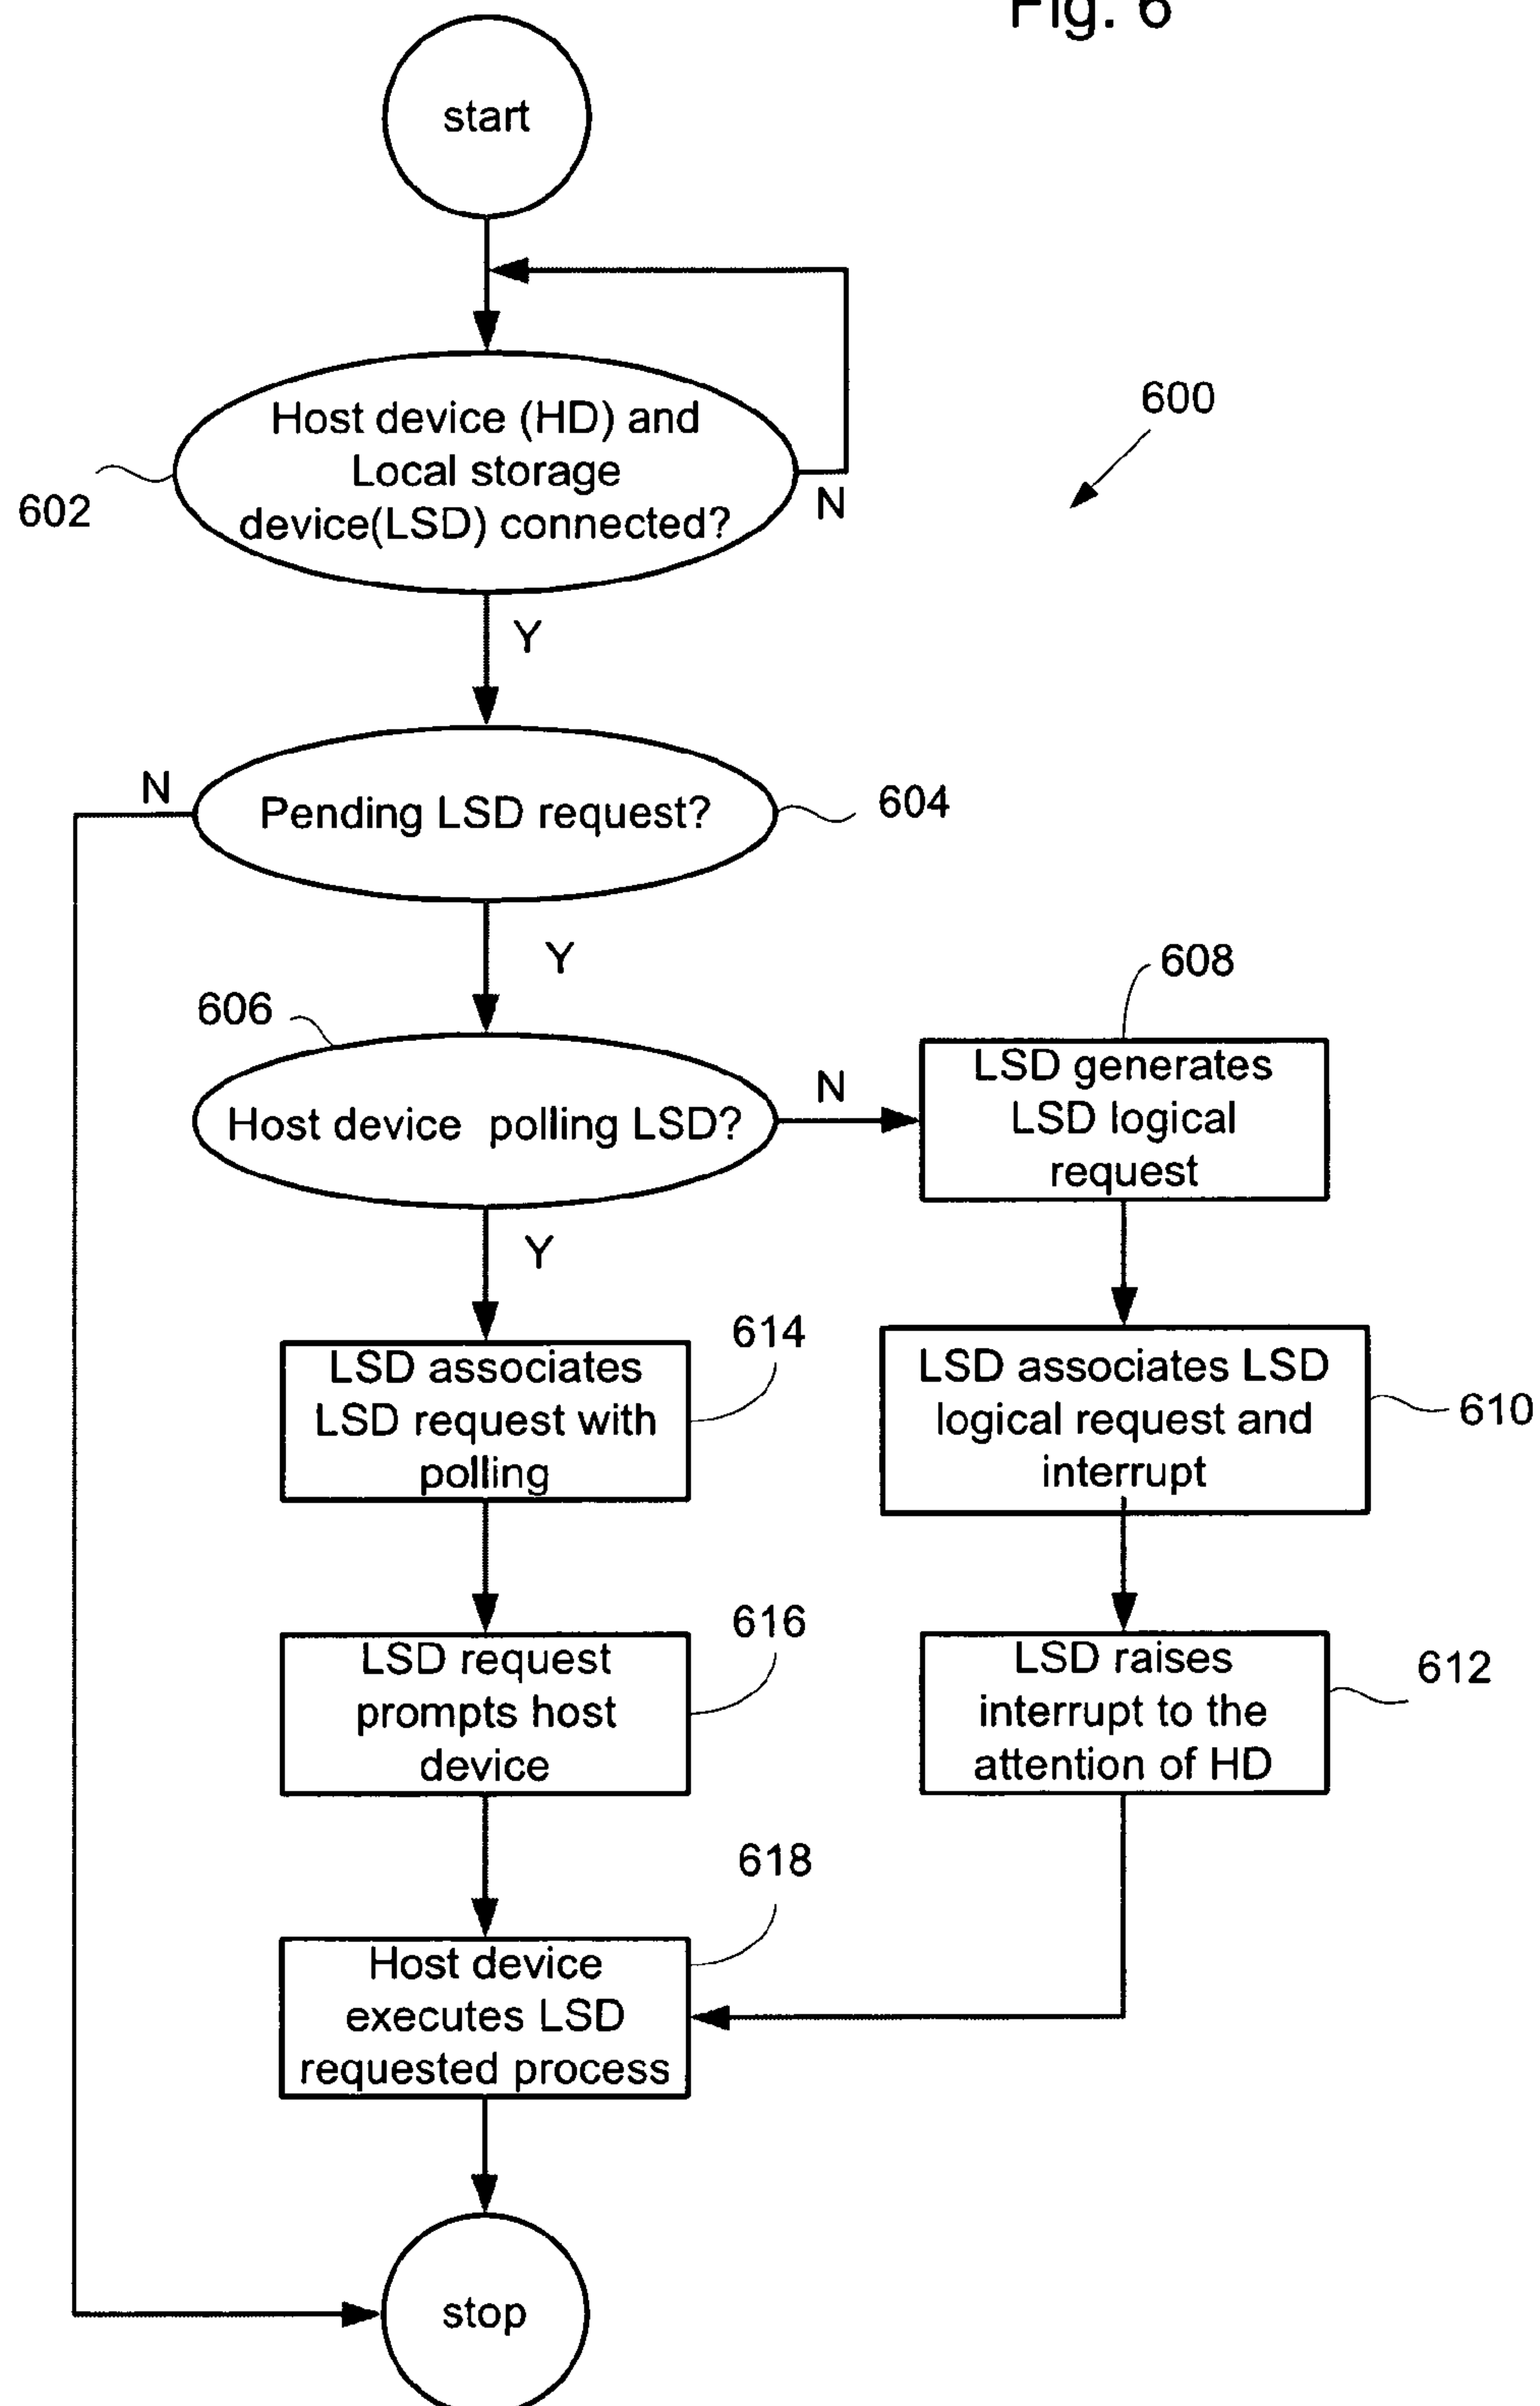 Fig. 6
start
Host device (HD) and
Local storage
device(LSD) connected?
602
N
600
Y
N
Pending LSD request?
604
Y
606
Host device polling LSD?
N
608
LSD generates
LSD logical
request
Y
614
LSD associates
LSD request with
polling
LSD associates LSD
logical request and
interrupt
610
616
LSD request
prompts host
device
LSD raises
interrupt to the
attention of HD
612
618
Host device
executes LSD
requested process
stop